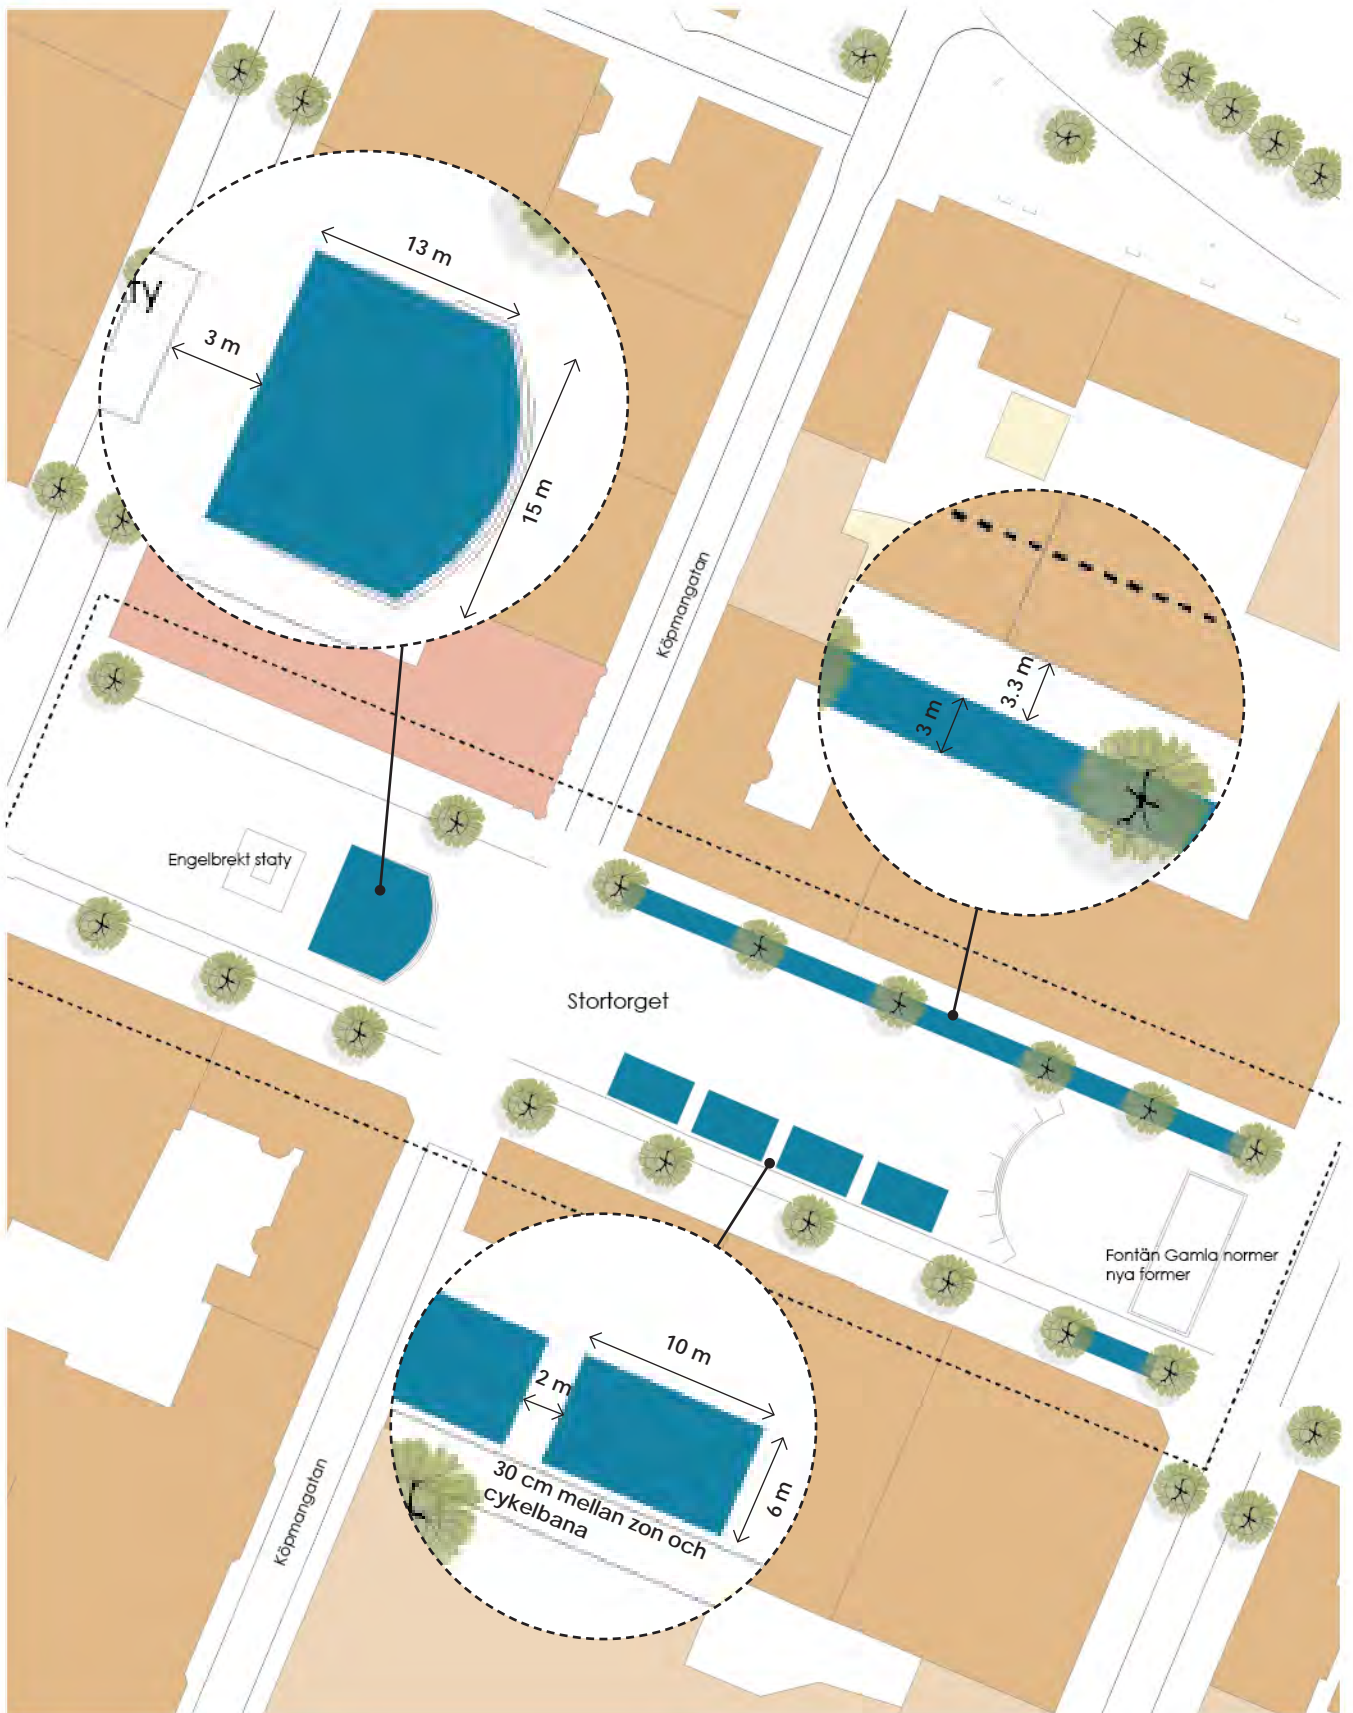 13 m
ty
3 m
15 m
Köpmangatan
3.3 m
3 m
Engelbrekt staty
Stortorget
Fontän Gamla normer
nya former
10 m
2 m
6 m
30 cm mellan zon och
cykelbana
Köpmangatan